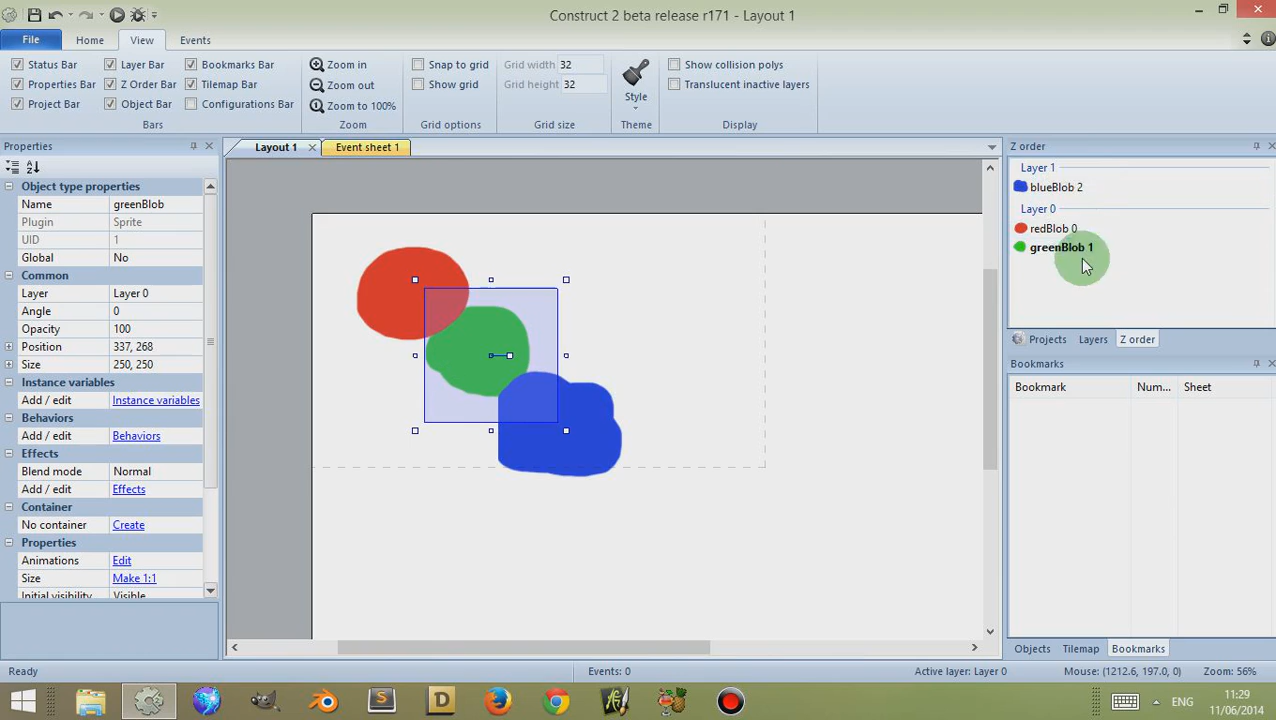 Construct 2 beta release r171 - Layout 1
File Home View Events
Status Bar Layer Bar Bookmarks Bar Zoom in Snap to grid Grid width 32 Show collision polys
Properties Bar Z Order Bar Tilemap Bar Zoom out Show grid Grid height 32 Translucent inactive layers
Project Bar Object Bar Configurations Bar Zoom to 100% Style
Bars Zoom Grid options Grid size Theme Display
Properties
Layout 1 Event sheet 1
Object type properties
Name greenBlob
Plugin Sprite
UID 1
Global No
Common
Layer Layer 0
Angle 0
Opacity 100
Position 337, 268
Size 250, 250
Instance variables
Add / edit Instance variables
Behaviors
Add / edit Behaviors
Effects
Blend mode Normal
Add / edit Effects
Container
No container Create
Properties
Animations Edit
Size Make 1:1
Initial visibility Visible
Z order
Layer 1
blueBlob 2
Layer 0
redBlob 0
greenBlob 1
Projects Layers Z order
Bookmarks
Bookmark Num... Sheet
Objects Tilemap Bookmarks
Ready Events: 0 Active layer: Layer 0 Mouse: (1212.6, 197.0, 0) Zoom: 56%
S D ENG 11:29
11/06/2014